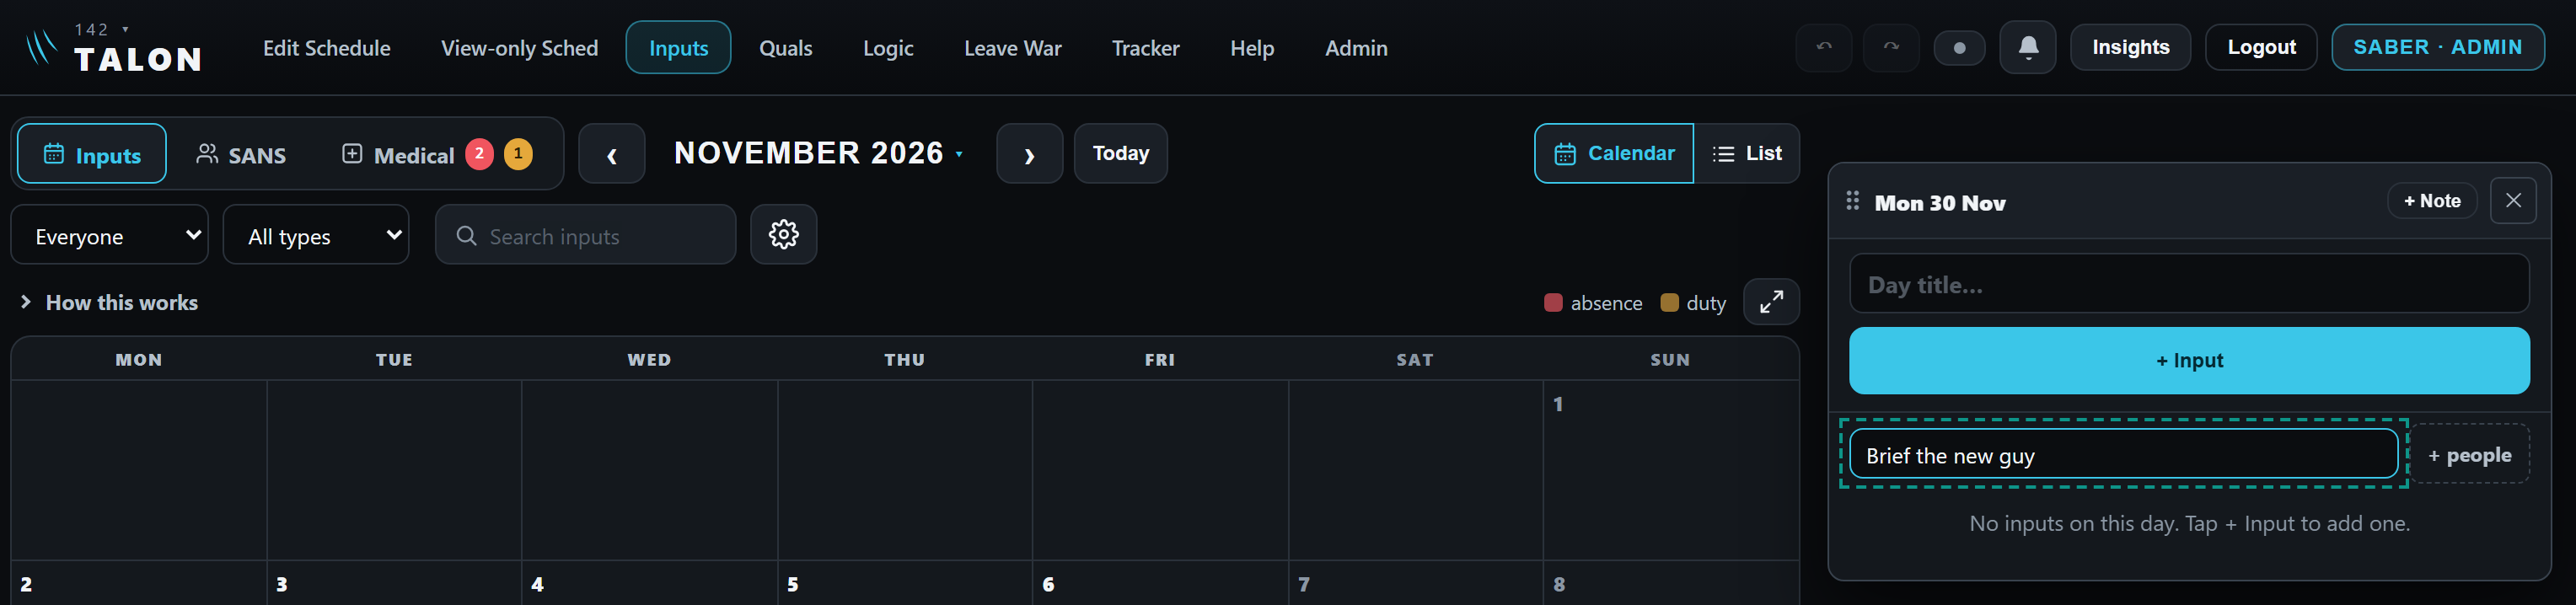 142 ▾
TALON
Edit Schedule
View-only Sched
Inputs
Quals
Logic
Leave War
Tracker
Help
Admin
Insights
Logout
SABER · ADMIN
Inputs
SANS
Medical 2 1
‹
NOVEMBER 2026 ▾
›
Today
Calendar
List
Everyone
All types
Search inputs
How this works
absence
duty
MON TUE WED THU FRI SAT SUN
1
2 3 4 5 6 7 8
Mon 30 Nov
+ Note
Day title...
+ Input
Brief the new guy
+ people
No inputs on this day. Tap + Input to add one.